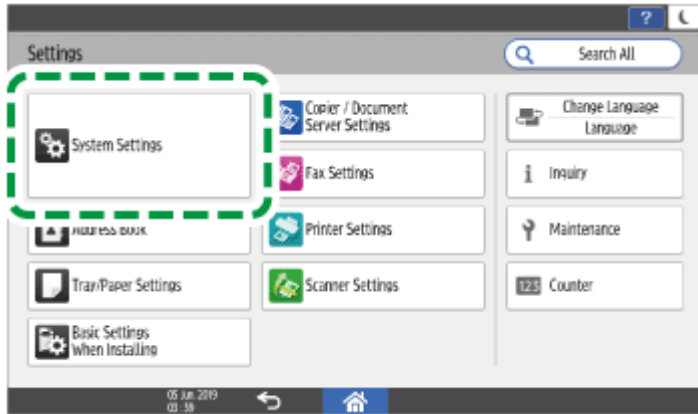 ?
Settings
Search All
System Settings
Copier / Document
Server Settings
Change Language
Language
Fax Settings
i Inquiry
Address Book
Printer Settings
Maintenance
Tray/Paper Settings
Scanner Settings
123 Counter
Basic Settings
When Installing
05 Jun. 2019
03:39